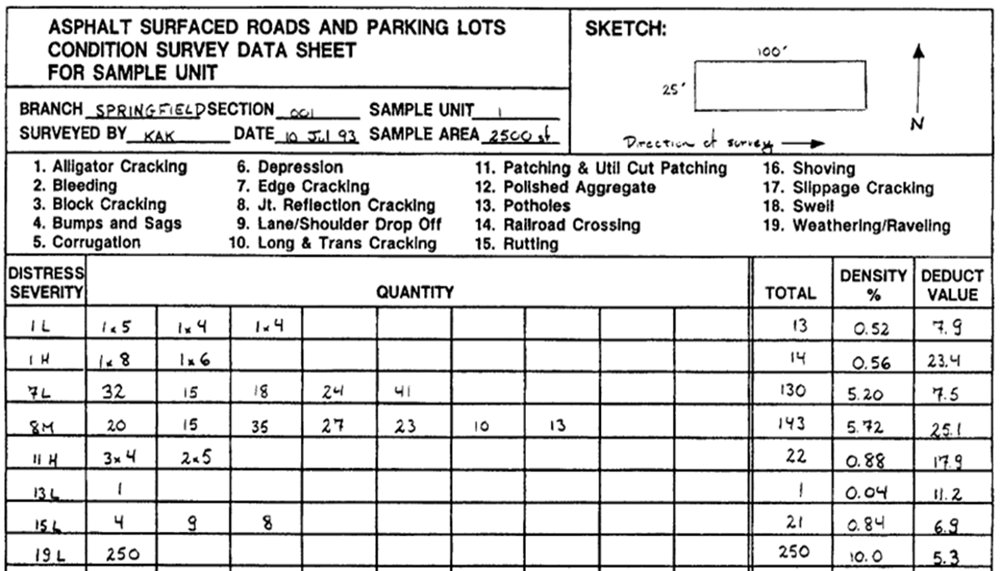 ASPHALT SURFACED ROADS AND PARKING LOTS
CONDITION SURVEY DATA SHEET
FOR SAMPLE UNIT
SKETCH:
100'
25'
N
Direction of survey
BRANCH SPRINGFIELD SECTION 001 SAMPLE UNIT 1
SURVEYED BY KAK DATE 10 Jul 93 SAMPLE AREA 2500 sf
1. Alligator Cracking 6. Depression 11. Patching & Util Cut Patching 16. Shoving
2. Bleeding 7. Edge Cracking 12. Polished Aggregate 17. Slippage Cracking
3. Block Cracking 8. Jt. Reflection Cracking 13. Potholes 18. Swell
4. Bumps and Sags 9. Lane/Shoulder Drop Off 14. Railroad Crossing 19. Weathering/Raveling
5. Corrugation 10. Long & Trans Cracking 15. Rutting
DISTRESS SEVERITY QUANTITY TOTAL DENSITY % DEDUCT VALUE
1 L 1x5 1x4 1x4 13 0.52 7.9
1 H 1x8 1x6 14 0.56 23.4
7L 32 15 18 24 41 130 5.20 7.5
8M 20 15 35 27 23 10 13 143 5.72 25.1
11 H 3x4 2x5 22 0.88 17.9
13 L 1 1 0.04 11.2
15 L 4 9 8 21 0.84 6.9
19 L 250 250 10.0 5.3